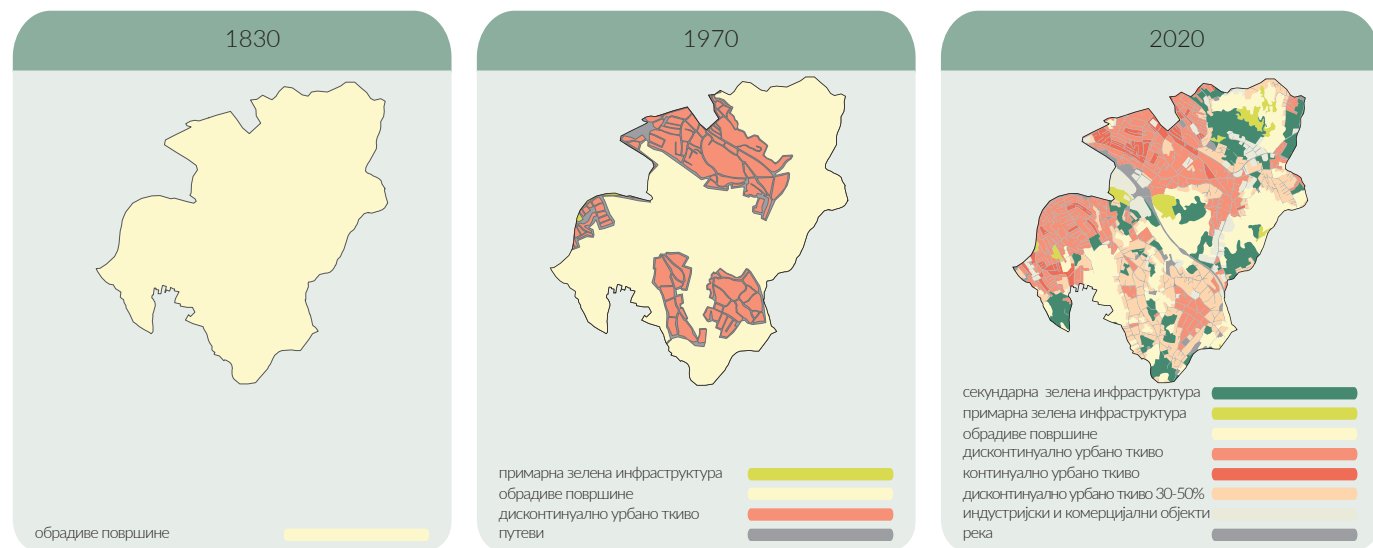 1830
обрадиве површине
1970
примарна зелена инфраструктура
обрадиве површине
дисконтинуално урбано ткиво
путеви
2020
секундарна зелена инфраструктура
примарна зелена инфраструктура
обрадиве површине
дисконтинуално урбано ткиво
континуално урбано ткиво
дисконтинуално урбано ткиво 30-50%
индустријски и комерцијални објекти
река